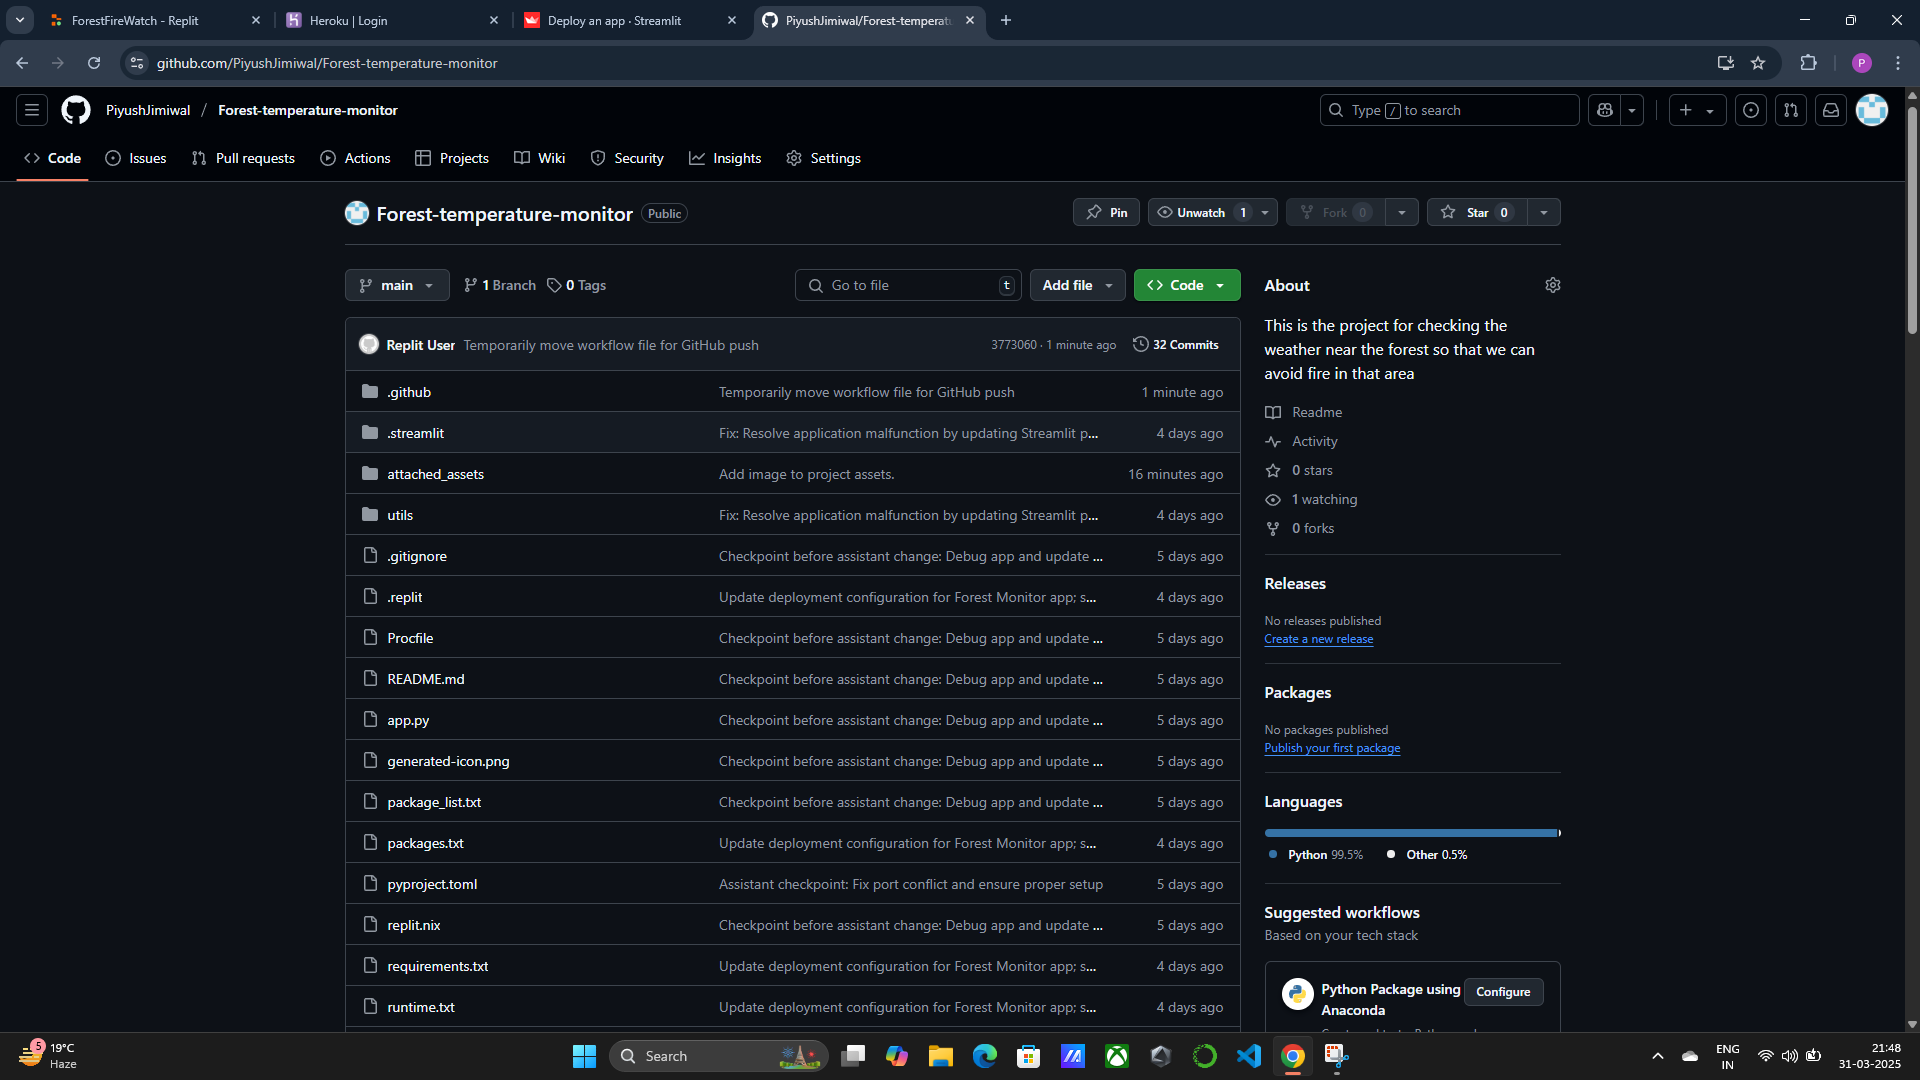 ForestFireWatch - Replit
Heroku | Login
Deploy an app · Streamlit
PiyushJimiwal/Forest-temperatu
github.com/PiyushJimiwal/Forest-temperature-monitor
P
PiyushJimiwal / Forest-temperature-monitor
Type / to search
Code
Issues
Pull requests
Actions
Projects
Wiki
Security
Insights
Settings
Forest-temperature-monitor Public
Pin
Unwatch 1
Fork 0
Star 0
main
1 Branch
0 Tags
Go to file t
Add file
Code
Replit User Temporarily move workflow file for GitHub push 3773060 · 1 minute ago 32 Commits
.github Temporarily move workflow file for GitHub push 1 minute ago
.streamlit Fix: Resolve application malfunction by updating Streamlit p... 4 days ago
attached_assets Add image to project assets. 16 minutes ago
utils Fix: Resolve application malfunction by updating Streamlit p... 4 days ago
.gitignore Checkpoint before assistant change: Debug app and update ... 5 days ago
.replit Update deployment configuration for Forest Monitor app; s... 4 days ago
Procfile Checkpoint before assistant change: Debug app and update ... 5 days ago
README.md Checkpoint before assistant change: Debug app and update ... 5 days ago
app.py Checkpoint before assistant change: Debug app and update ... 5 days ago
generated-icon.png Checkpoint before assistant change: Debug app and update ... 5 days ago
package_list.txt Checkpoint before assistant change: Debug app and update ... 5 days ago
packages.txt Update deployment configuration for Forest Monitor app; s... 4 days ago
pyproject.toml Assistant checkpoint: Fix port conflict and ensure proper setup 5 days ago
replit.nix Checkpoint before assistant change: Debug app and update ... 5 days ago
requirements.txt Update deployment configuration for Forest Monitor app; s... 4 days ago
runtime.txt Update deployment configuration for Forest Monitor app; s... 4 days ago
About
This is the project for checking the
weather near the forest so that we can
avoid fire in that area
Readme
Activity
0 stars
1 watching
0 forks
Releases
No releases published
Create a new release
Packages
No packages published
Publish your first package
Languages
Python 99.5% Other 0.5%
Suggested workflows
Based on your tech stack
Python Package using
Anaconda
Configure
5
19°C
Haze
Search
ENG
IN
21:48
31-03-2025